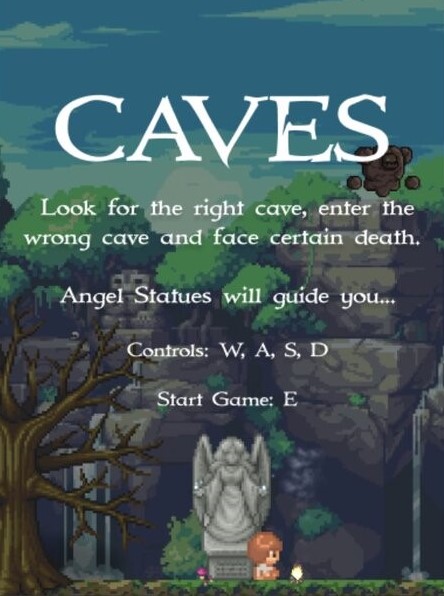 CAVES
Look for the right cave, enter the
wrong cave and face certain death.
Angel Statues will guide you...
Controls: W, A, S, D
Start Game: E